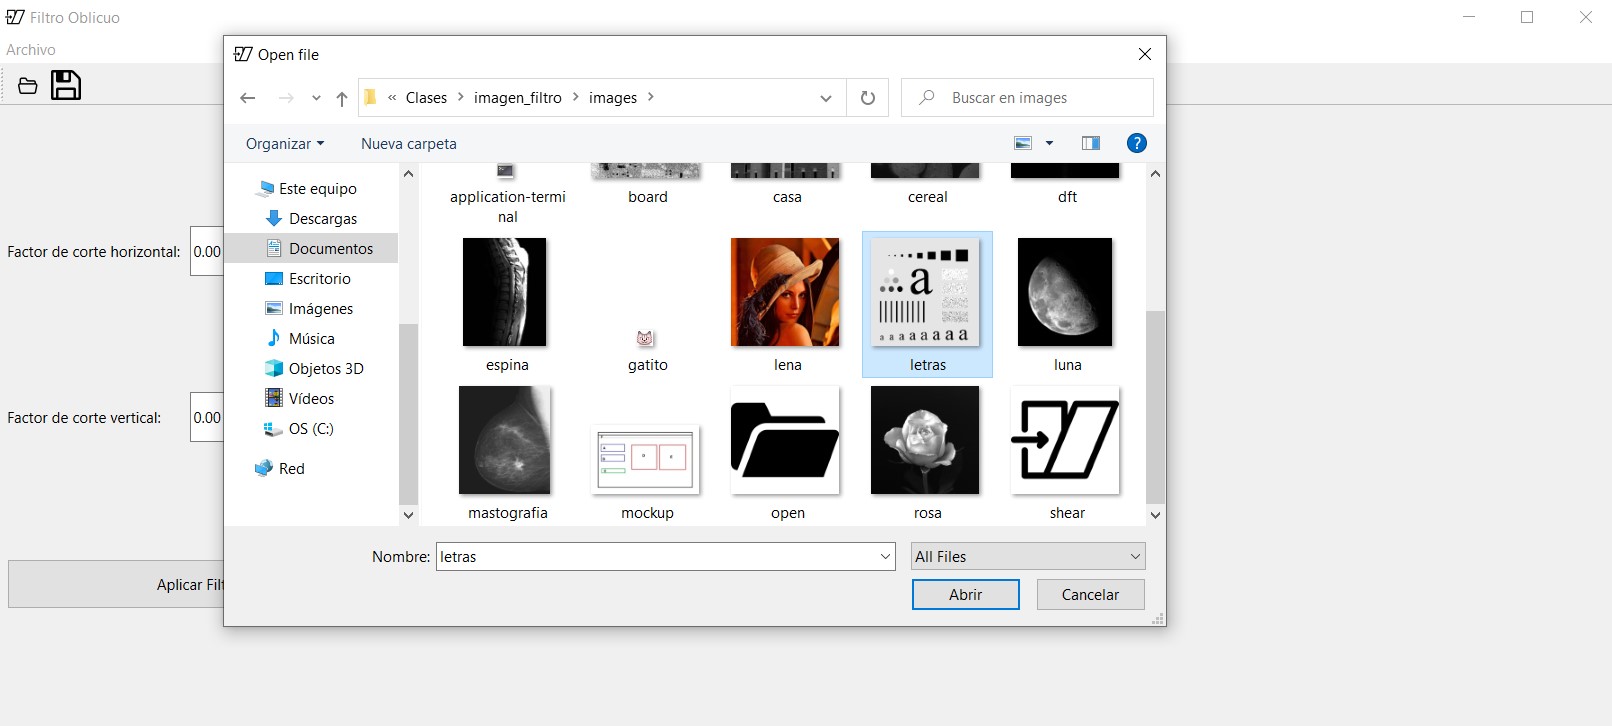 Filtro Oblicuo
Archivo
Open file
« Clases > imagen_filtro > images >
Buscar en images
Organizar
Nueva carpeta
?
Este equipo
Descargas
Documentos
Escritorio
Imágenes
Música
Objetos 3D
Vídeos
OS (C:)
Red
application-termi
nal
board
casa
cereal
dft
a
a a a a a a a a
espina
gatito
lena
letras
luna
mastografia
mockup
open
rosa
shear
Factor de corte horizontal: 0.00
Factor de corte vertical: 0.00
Aplicar Filt
Nombre: letras
All Files
Abrir
Cancelar